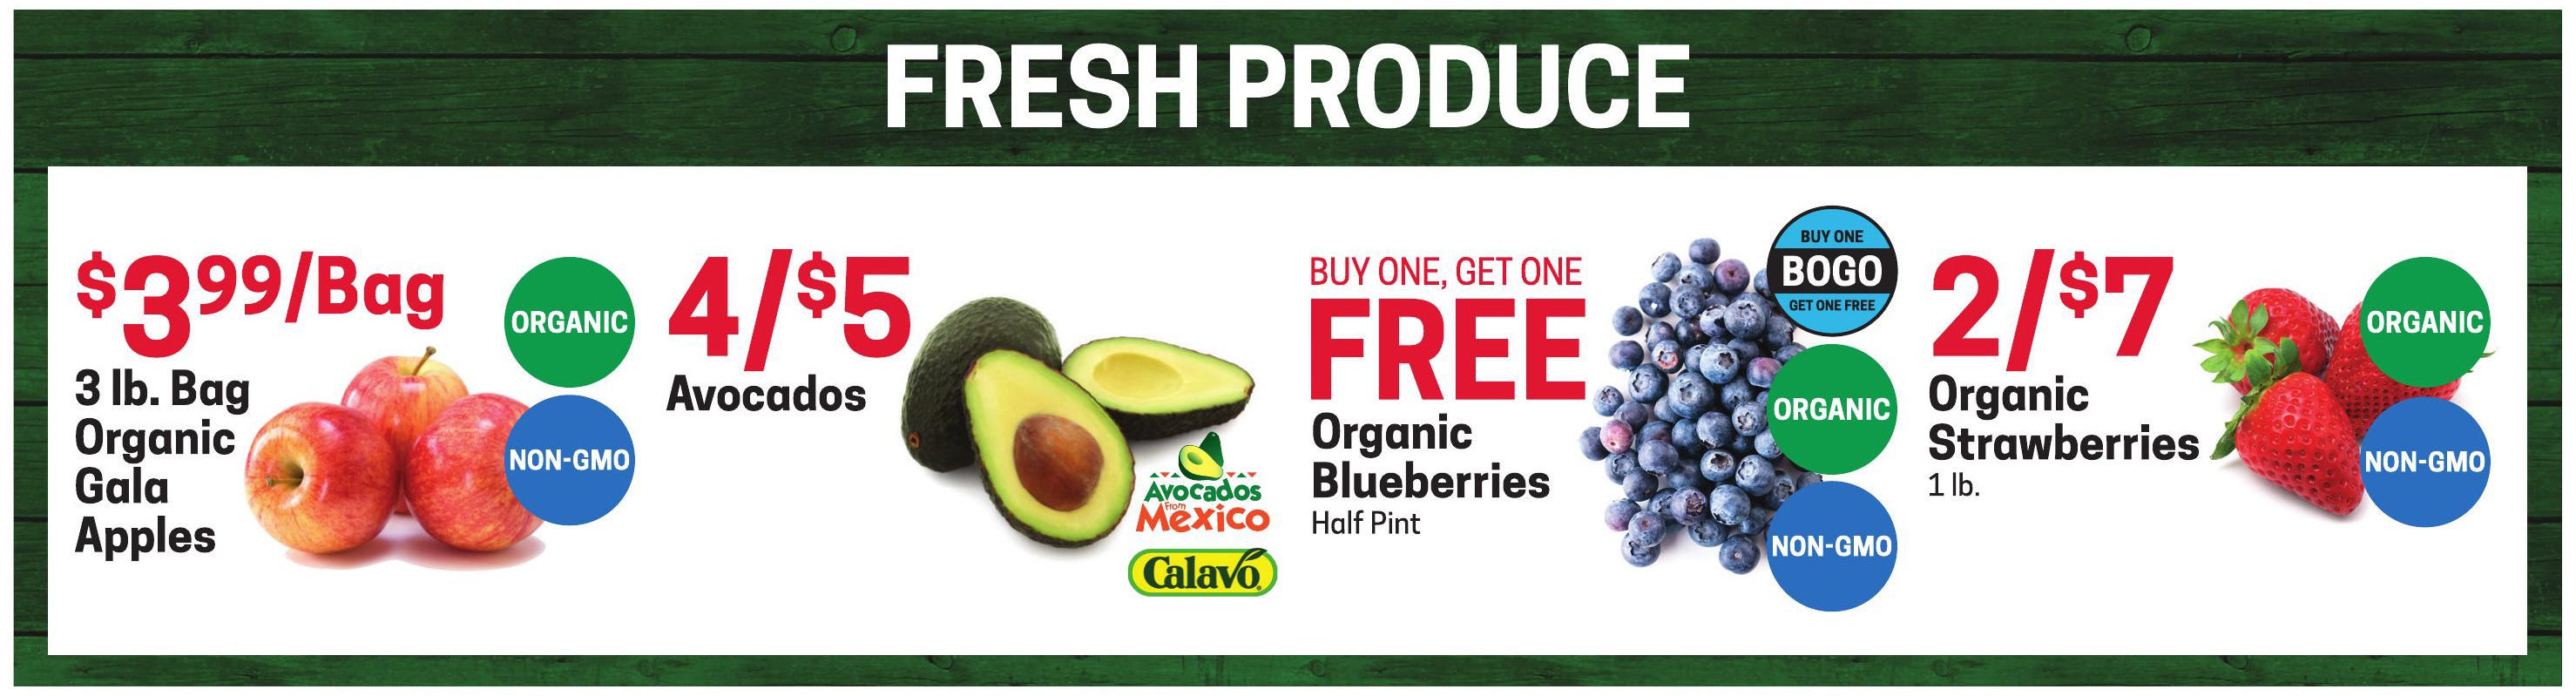 FRESH PRODUCE
$3.99/Bag
3 lb. Bag
Organic
Gala
Apples
ORGANIC
NON-GMO
4/$5
Avocados
Avocados
From
Mexico
Calavo
BUY ONE, GET ONE
FREE
Organic
Blueberries
Half Pint
BUY ONE
BOGO
GET ONE FREE
ORGANIC
NON-GMO
2/$7
Organic
Strawberries
1 lb.
ORGANIC
NON-GMO